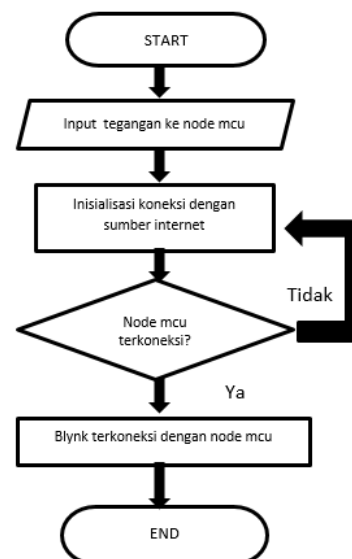 START
Input tegangan ke node mcu
Inisialisasi koneksi dengan
sumber internet
Node mcu
terkoneksi?
Tidak
Ya
Blynk terkoneksi dengan node mcu
END